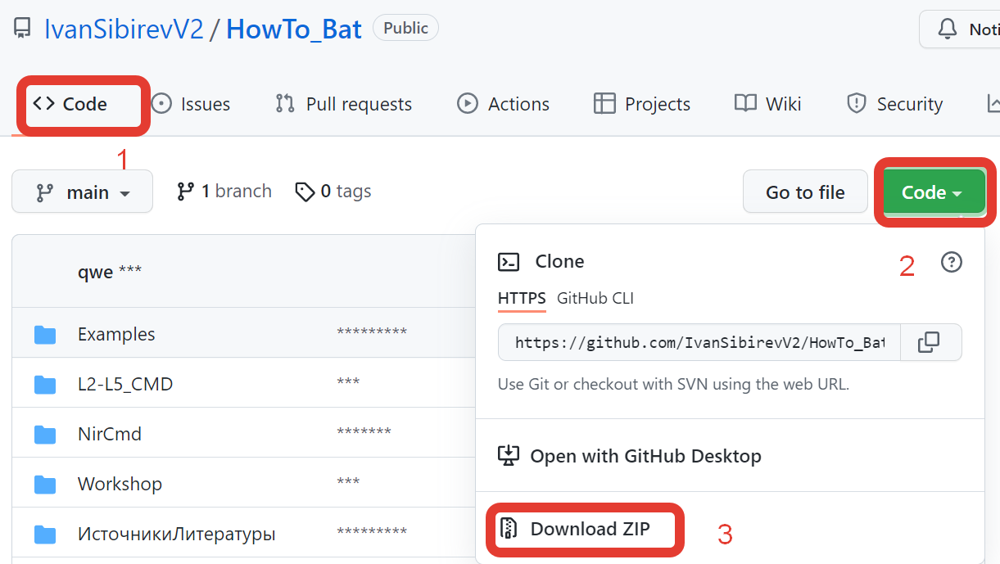 IvanSibirevV2 / HowTo_Bat Public
Code Issues Pull requests Actions Projects Wiki Security
1
main 1 branch 0 tags Go to file Code
qwe ***
Examples *********
L2-L5_CMD ***
NirCmd *******
Workshop ***
ИсточникиЛитературы *********
Clone
2
HTTPS GitHub CLI
https://github.com/IvanSibirevV2/HowTo_Bat
Use Git or checkout with SVN using the web URL.
Open with GitHub Desktop
Download ZIP
3